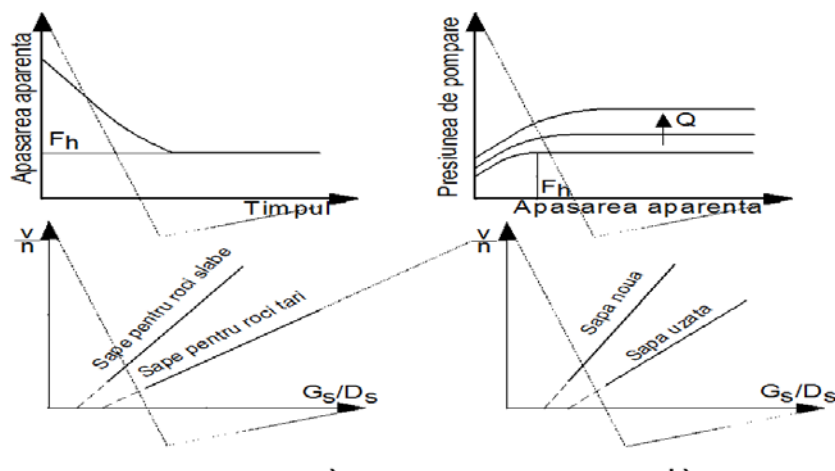 Apasarea aparenta
Fh
Timpul
Presiunea de pompare
Q
Fh
Apasarea aparenta
v/n
Sape pentru roci slabe
Sape pentru roci tari
Gs/Ds
v/n
Sapa noua
Sapa uzata
Gs/Ds